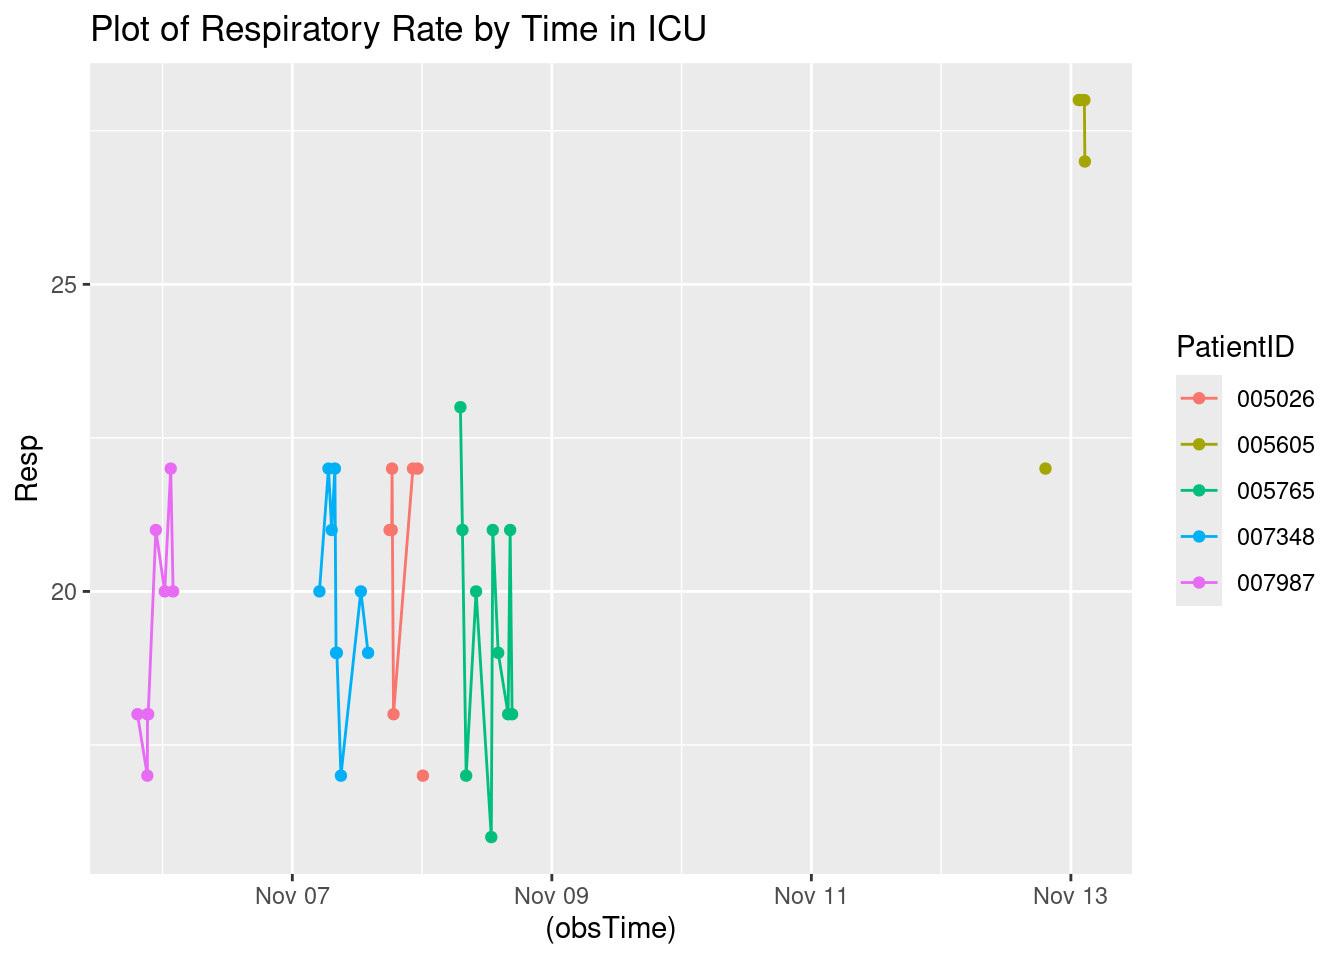 Plot of Respiratory Rate by Time in ICU
Resp
25
20
Nov 07
Nov 09
Nov 11
Nov 13
(obsTime)
PatientID
005026
005605
005765
007348
007987